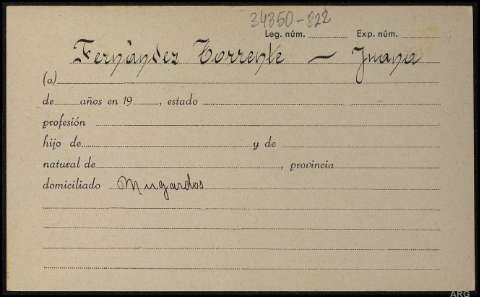 34850-822
Leg. núm. Exp. núm.
Fernández Torrente — Juana
(a)
de años en 19 , estado
profesión
hijo de y de
natural de , provincia
domiciliado Mugardos
ARG